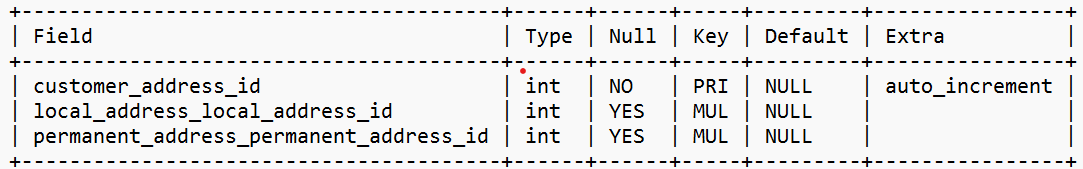 +----------------------------------------+------+------+-----+---------+----------------+
| Field                                  | Type | Null | Key | Default | Extra          |
+----------------------------------------+------+------+-----+---------+----------------+
| customer_address_id                    | int  | NO   | PRI | NULL    | auto_increment |
| local_address_local_address_id         | int  | YES  | MUL | NULL    |                |
| permanent_address_permanent_address_id | int  | YES  | MUL | NULL    |                |
+----------------------------------------+------+------+-----+---------+----------------+